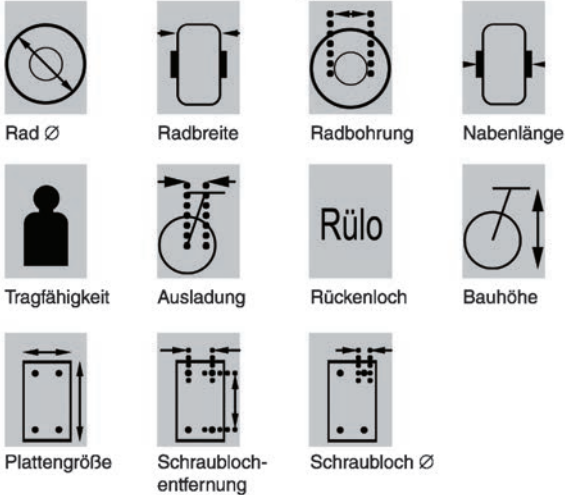 Rad Ø
Radbreite
Radbohrung
Nabenlänge
Rülo
Tragfähigkeit
Ausladung
Rückenloch
Bauhöhe
Plattengröße
Schraubloch-
entfernung
Schraubloch Ø